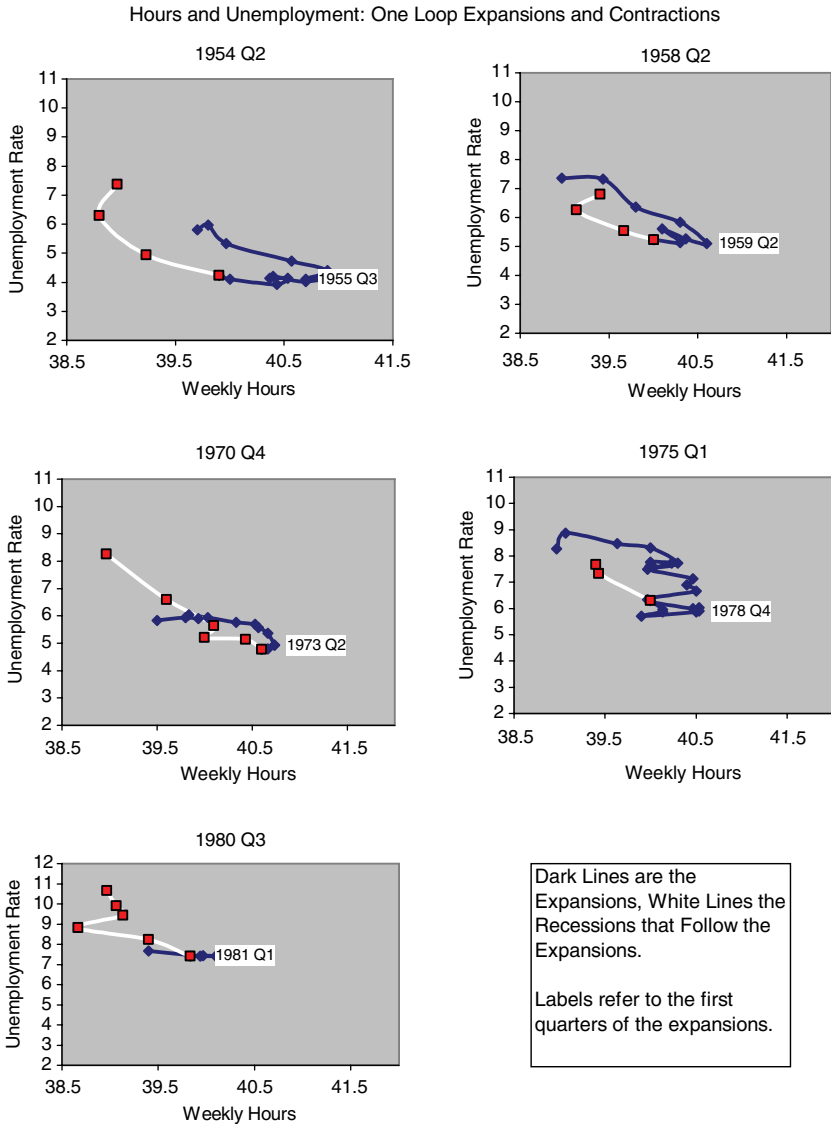 Hours and Unemployment: One Loop Expansions and Contractions
1954 Q2
Unemployment Rate
11
10
9
8
7
6
5
4
3
2
1955 Q3
38.5 39.5 40.5 41.5
Weekly Hours
1958 Q2
Unemployment Rate
11
10
9
8
7
6
5
4
3
2
1959 Q2
38.5 39.5 40.5 41.5
Weekly Hours
1970 Q4
Unemployment Rate
11
10
9
8
7
6
5
4
3
2
1973 Q2
38.5 39.5 40.5 41.5
Weekly Hours
1975 Q1
Unemployment Rate
11
10
9
8
7
6
5
4
3
2
1978 Q4
38.5 39.5 40.5 41.5
Weekly Hours
1980 Q3
Unemployment Rate
12
11
10
9
8
7
6
5
4
3
2
1981 Q1
38.5 39.5 40.5 41.5
Weekly Hours
Dark Lines are the
Expansions, White Lines the
Recessions that Follow the
Expansions.
Labels refer to the first
quarters of the expansions.